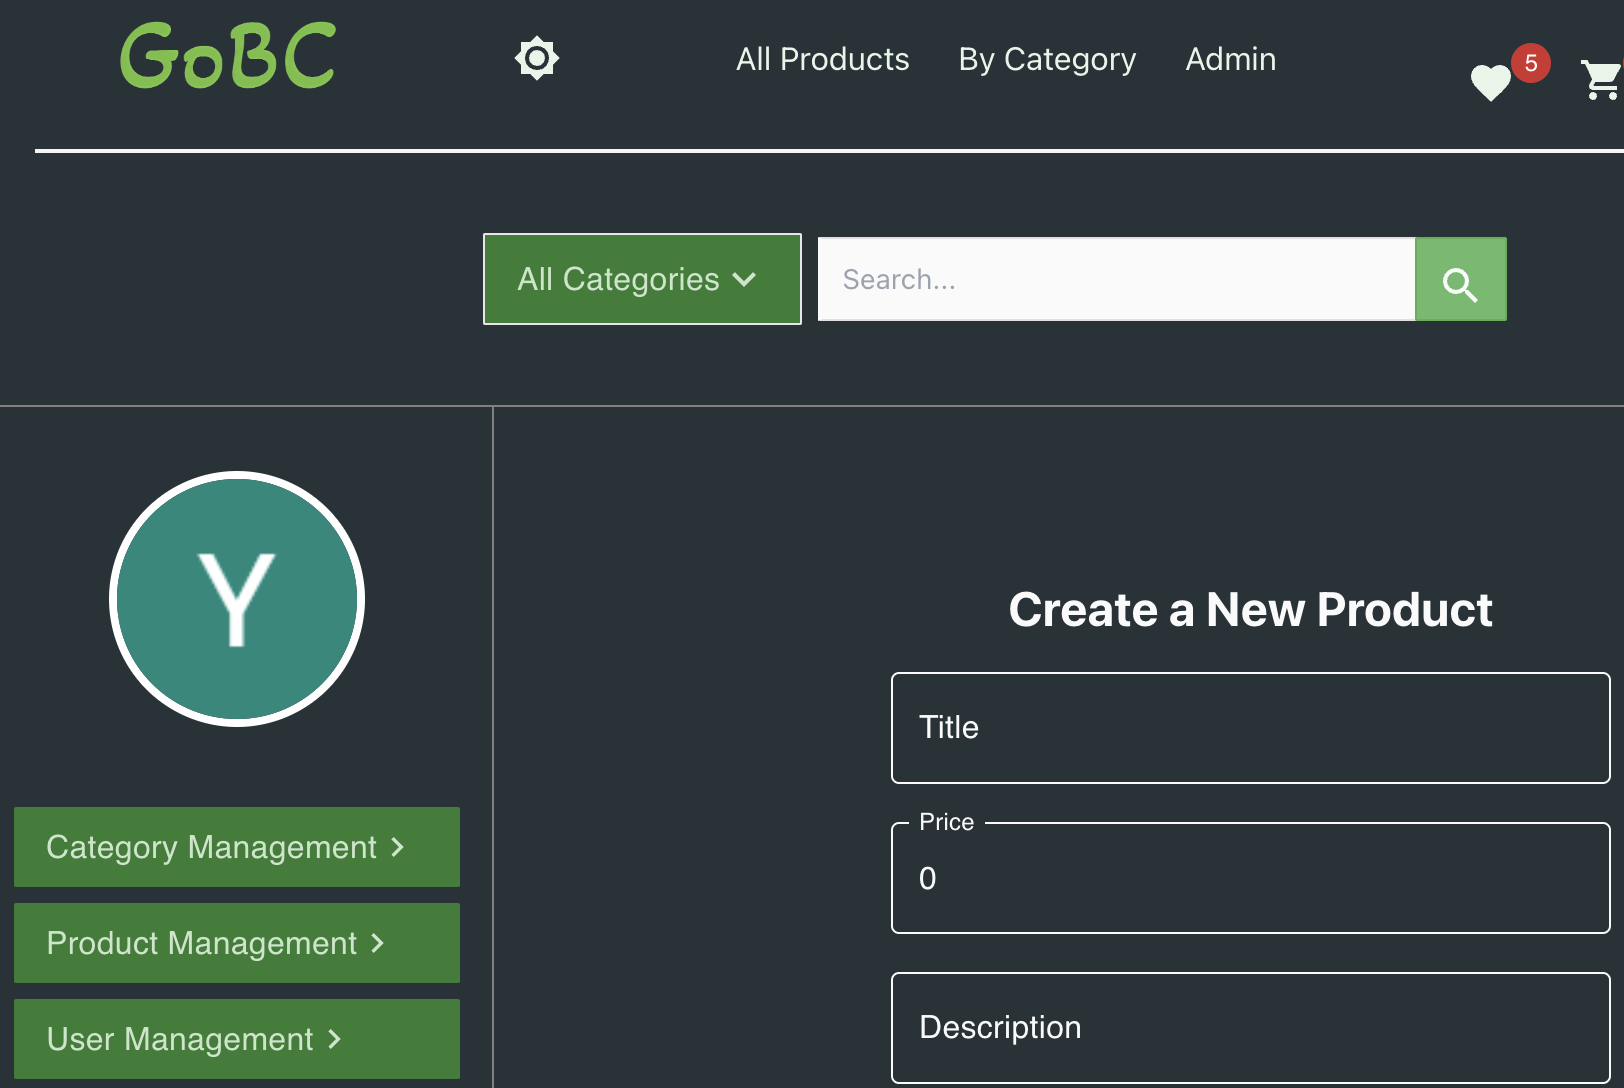 GoBC
All Products By Category Admin
5
All Categories
Search...
Y
Category Management
Product Management
User Management
Create a New Product
Title
Price
0
Description